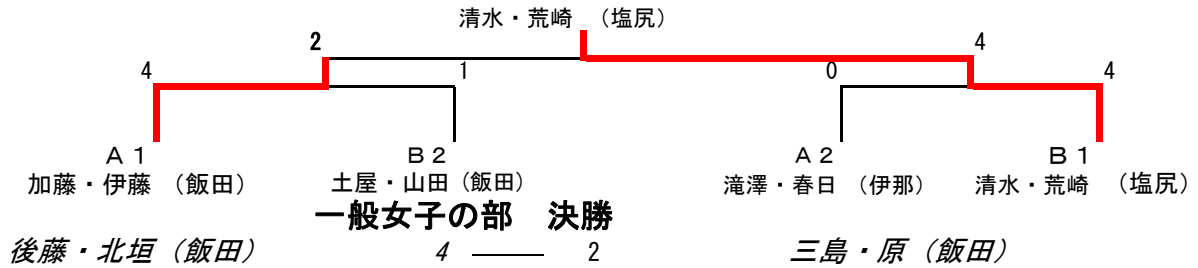 清水・荒崎 (塩尻)
2 4
4 1 0 4
A1 B2 A2 B1
加藤・伊藤 (飯田) 土屋・山田 (飯田) 滝澤・春日 (伊那) 清水・荒崎 (塩尻)
一般女子の部 決勝
後藤・北垣 (飯田) 4 —— 2 三島・原 (飯田)